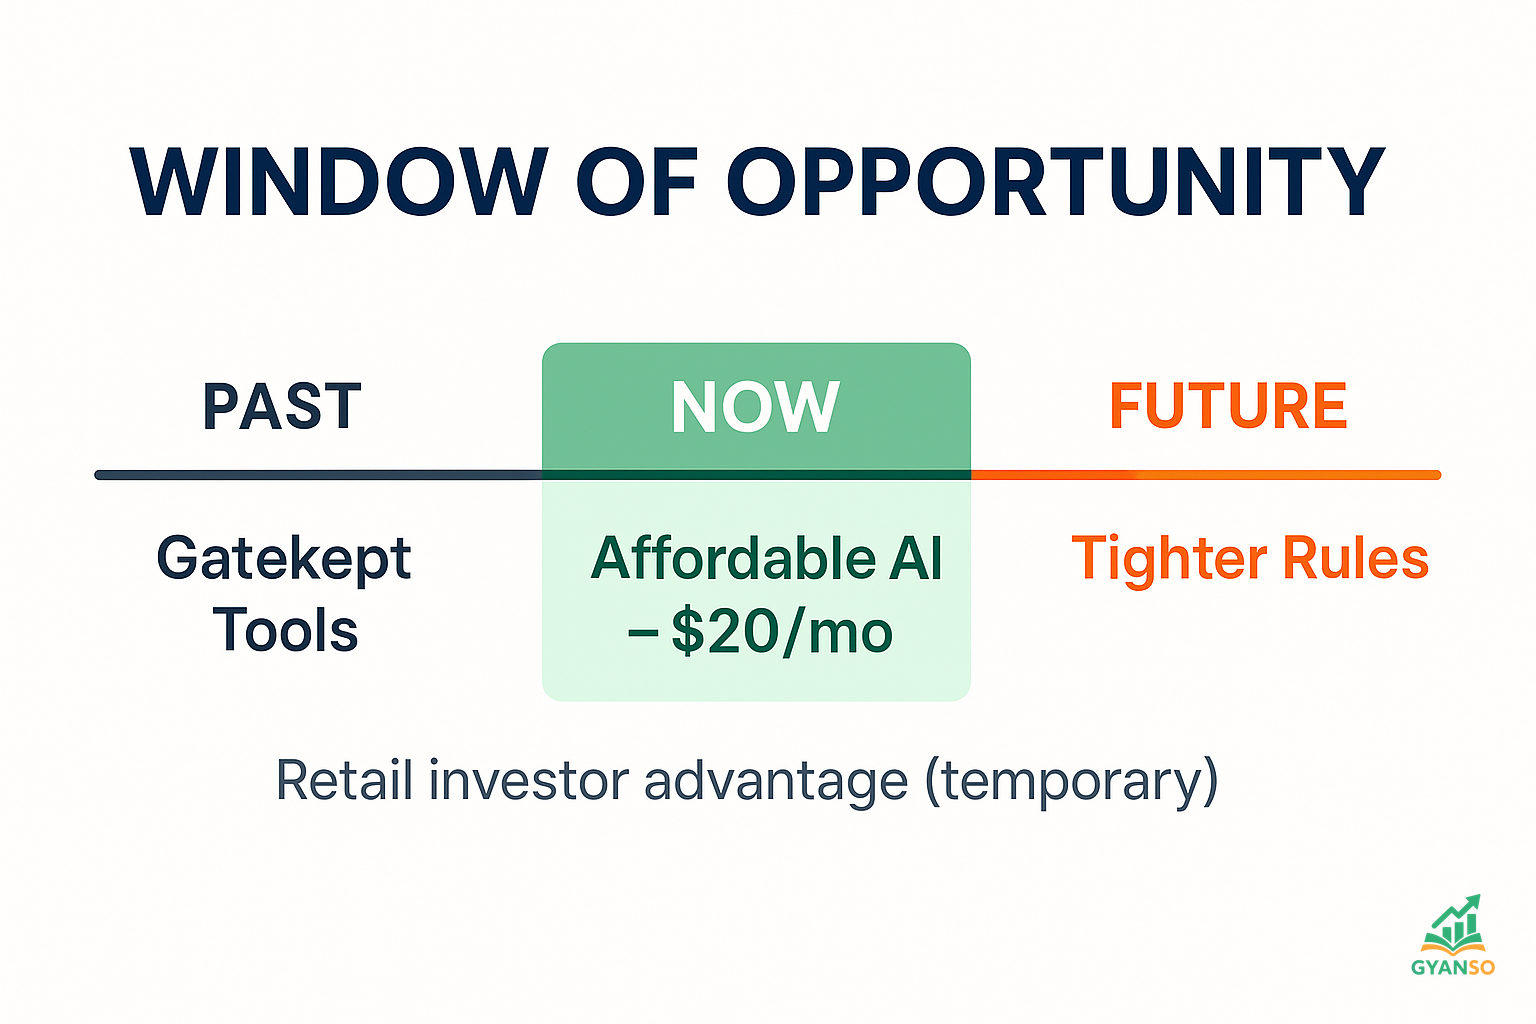 WINDOW OF OPPORTUNITY
PAST
NOW
FUTURE
Gatekept
Tools
Affordable AI
– $20/mo
Tighter Rules
Retail investor advantage (temporary)
GYANSO